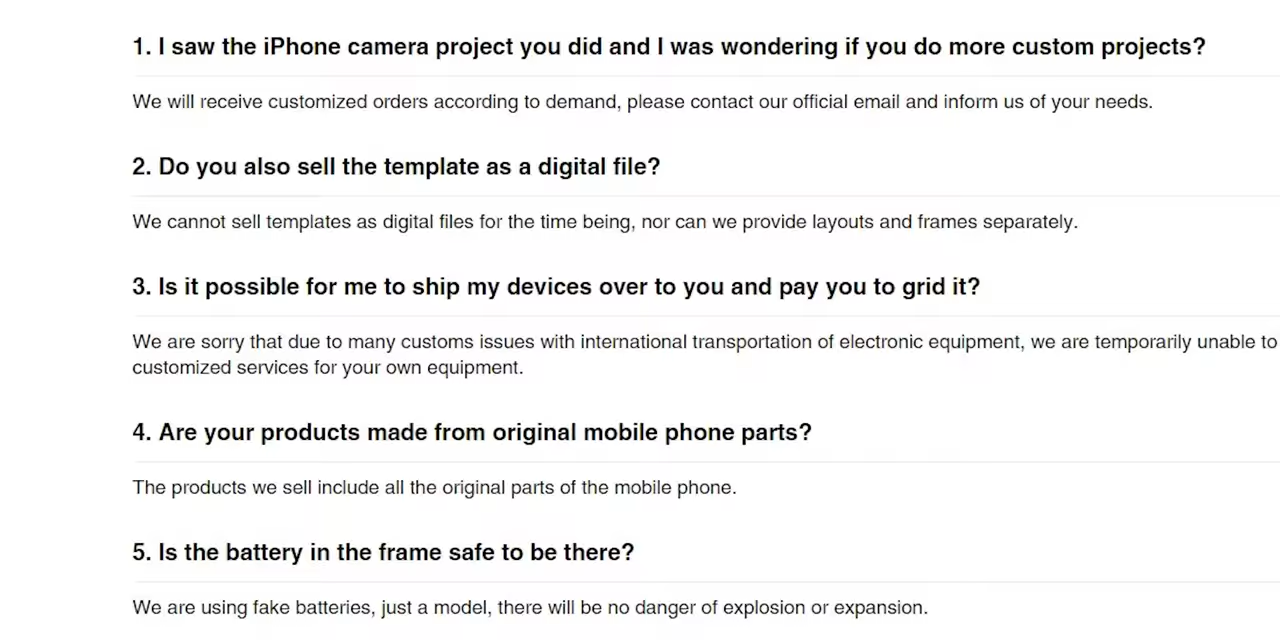 1. I saw the iPhone camera project you did and I was wondering if you do more custom projects?
We will receive customized orders according to demand, please contact our official email and inform us of your needs.
2. Do you also sell the template as a digital file?
We cannot sell templates as digital files for the time being, nor can we provide layouts and frames separately.
3. Is it possible for me to ship my devices over to you and pay you to grid it?
We are sorry that due to many customs issues with international transportation of electronic equipment, we are temporarily unable to
customized services for your own equipment.
4. Are your products made from original mobile phone parts?
The products we sell include all the original parts of the mobile phone.
5. Is the battery in the frame safe to be there?
We are using fake batteries, just a model, there will be no danger of explosion or expansion.